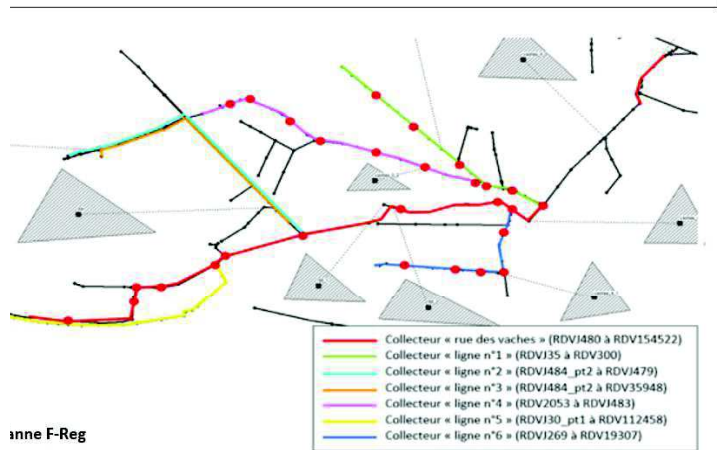 Collecteur « rue des vaches » (RDVJ480 à RDV154522)
Collecteur « ligne n°1 » (RDVJ35 à RDV300)
Collecteur « ligne n°2 » (RDVJ484_pt2 à RDVJ479)
Collecteur « ligne n°3 » (RDVJ484_pt2 à RDV35948)
Collecteur « ligne n°4 » (RDV2053 à RDVJ483)
Collecteur « ligne n°5 » (RDVJ30_pt1 à RDV112458)
Collecteur « ligne n°6 » (RDVJ269 à RDV19307)
anne F-Reg